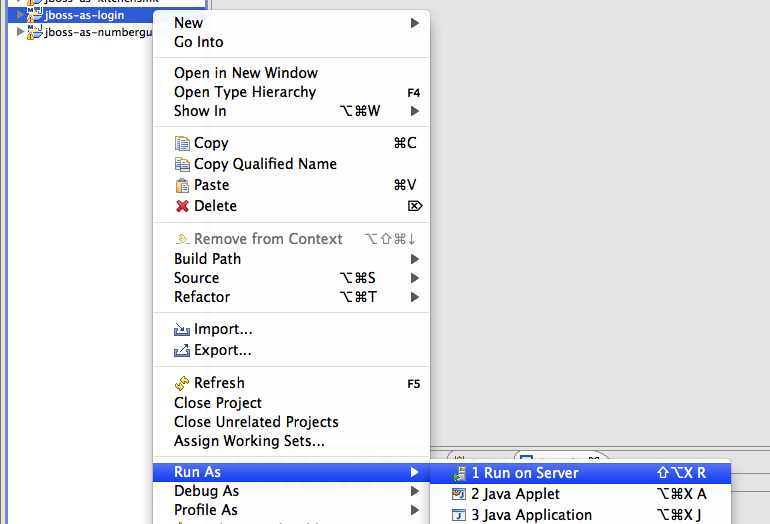 jboss-as-kitchensink
jboss-as-login
jboss-as-numbergu
New
Go Into
Open in New Window
Open Type Hierarchy F4
Show In ⌥⌘W
Copy ⌘C
Copy Qualified Name
Paste ⌘V
Delete ⌦
Remove from Context ⌥⇧⌘↓
Build Path
Source ⌥⌘S
Refactor ⌥⌘T
Import...
Export...
Refresh F5
Close Project
Close Unrelated Projects
Assign Working Sets...
Run As
1 Run on Server ⇧⌥X R
Debug As
2 Java Applet ⌥⌘X A
Profile As
3 Java Application ⌥⌘X J